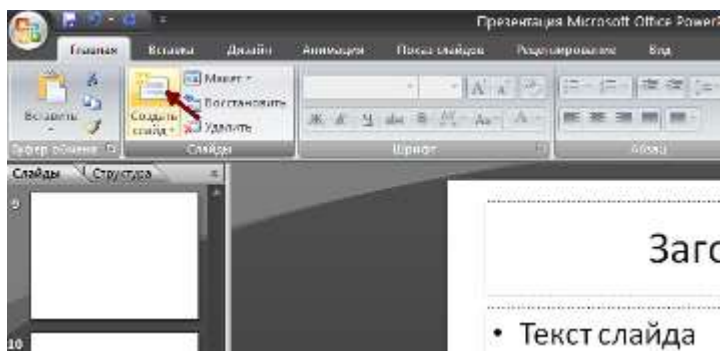 Презентация Microsoft Office Powerp
Главная Вставка Дизайн Анимация Показ слайдов Рецензирование Вид
Вставить
Создать слайд
Макет
Восстановить
Удалить
Буфер обмена Слайды Шрифт Абзац
Слайды Структура
9
10
Заго
• Текст слайда